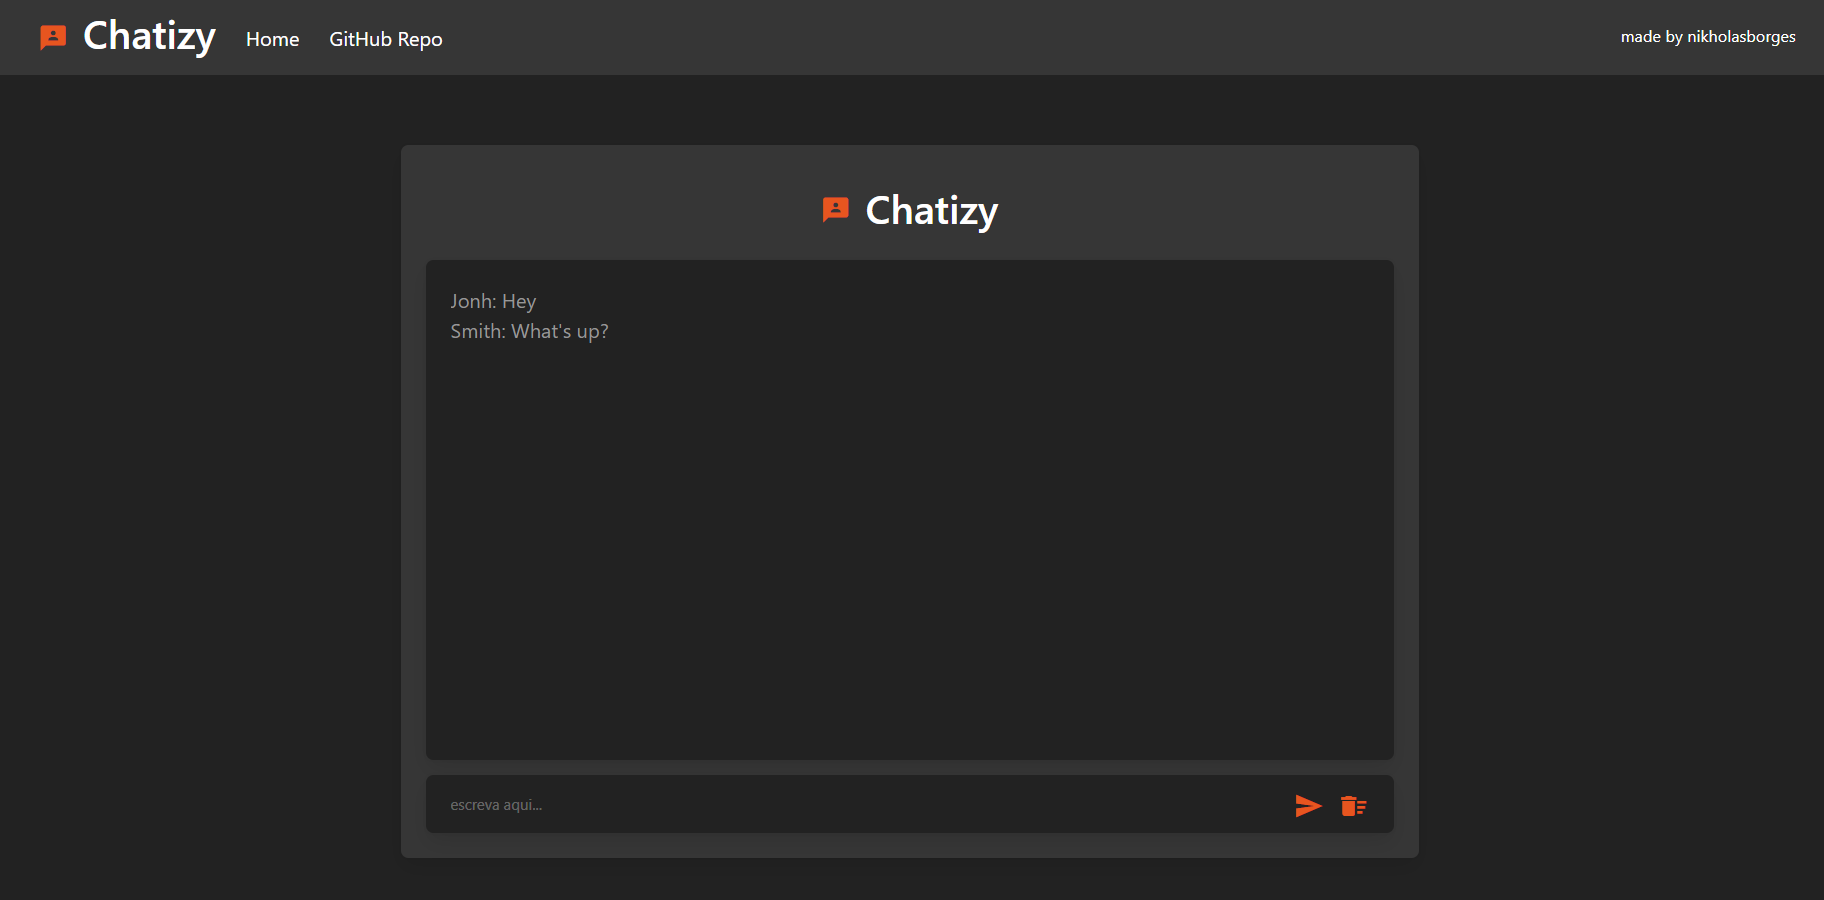 Chatizy Home GitHub Repo made by nikholasborges
Chatizy
Jonh: Hey
Smith: What's up?
escreva aqui...